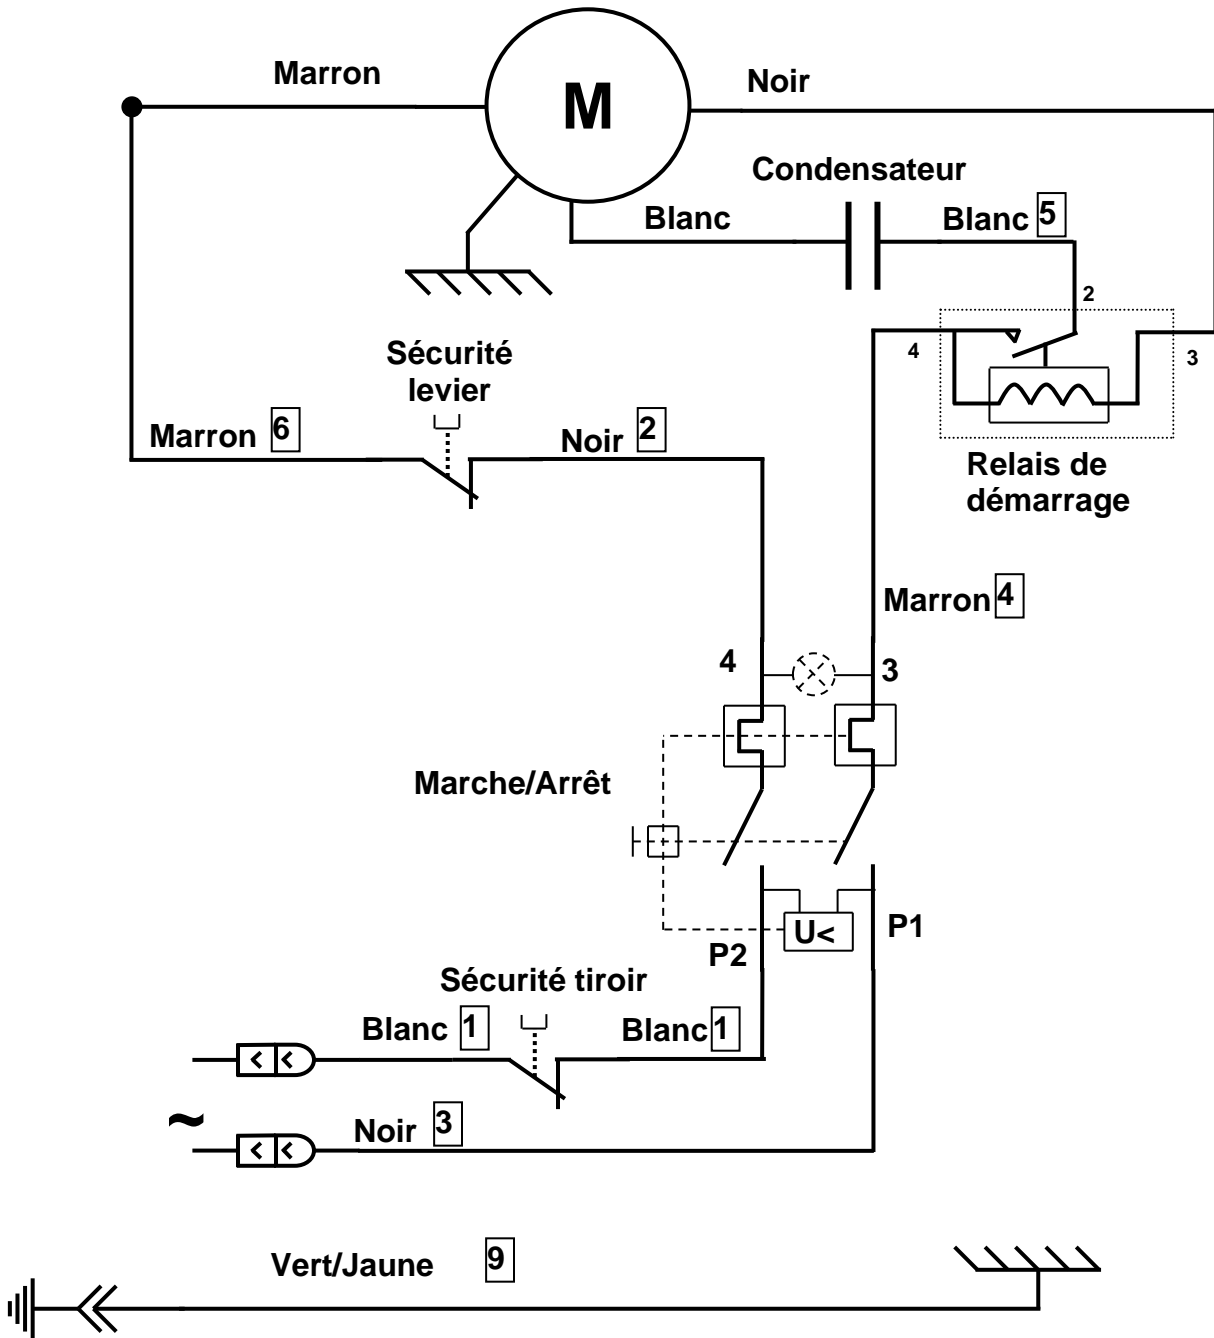 Marron
M
Noir
Condensateur
Blanc
Blanc 5
2
4
3
Sécurité
levier
Marron 6
Noir 2
Relais de
démarrage
Marron 4
4
3
Marche/Arrêt
U<
P1
P2
Sécurité tiroir
Blanc 1
Blanc 1
~
Noir 3
Vert/Jaune 9